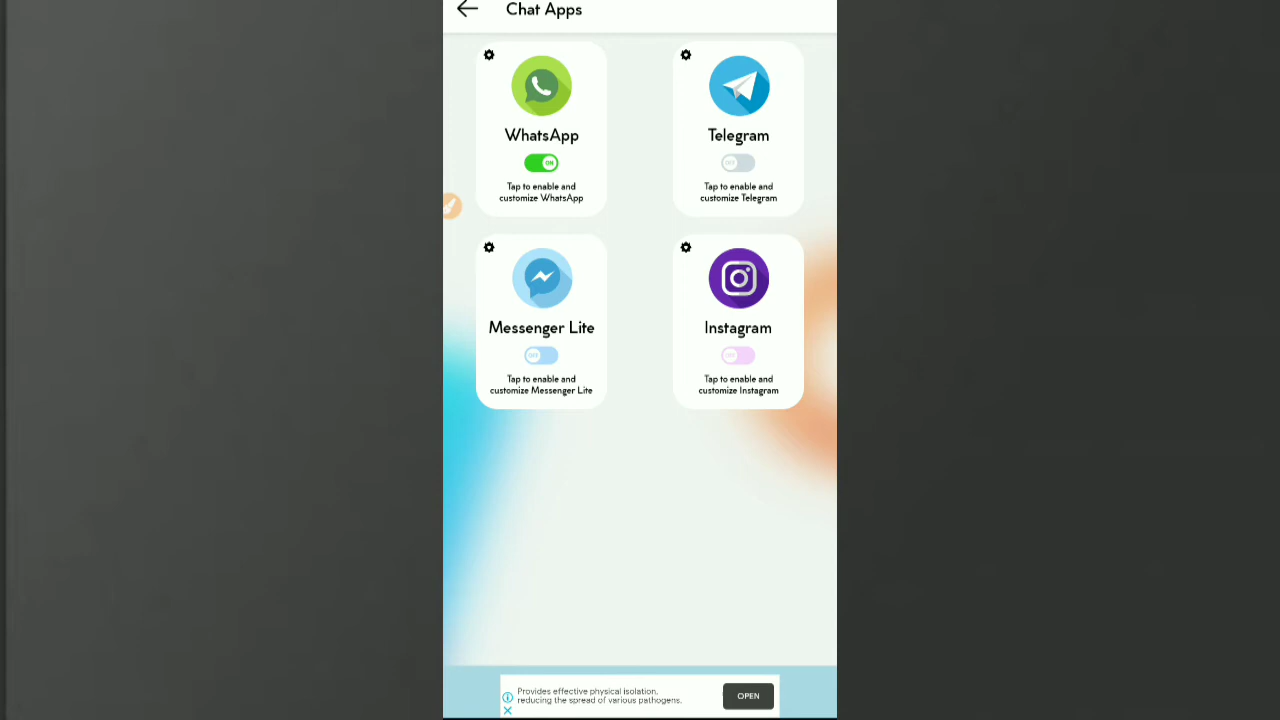 Chat Apps
WhatsApp
ON
Tap to enable and
customize WhatsApp
Telegram
OFF
Tap to enable and
customize Telegram
Messenger Lite
OFF
Tap to enable and
customize Messenger Lite
Instagram
OFF
Tap to enable and
customize Instagram
Provides effective physical isolation,
reducing the spread of various pathogens.
OPEN